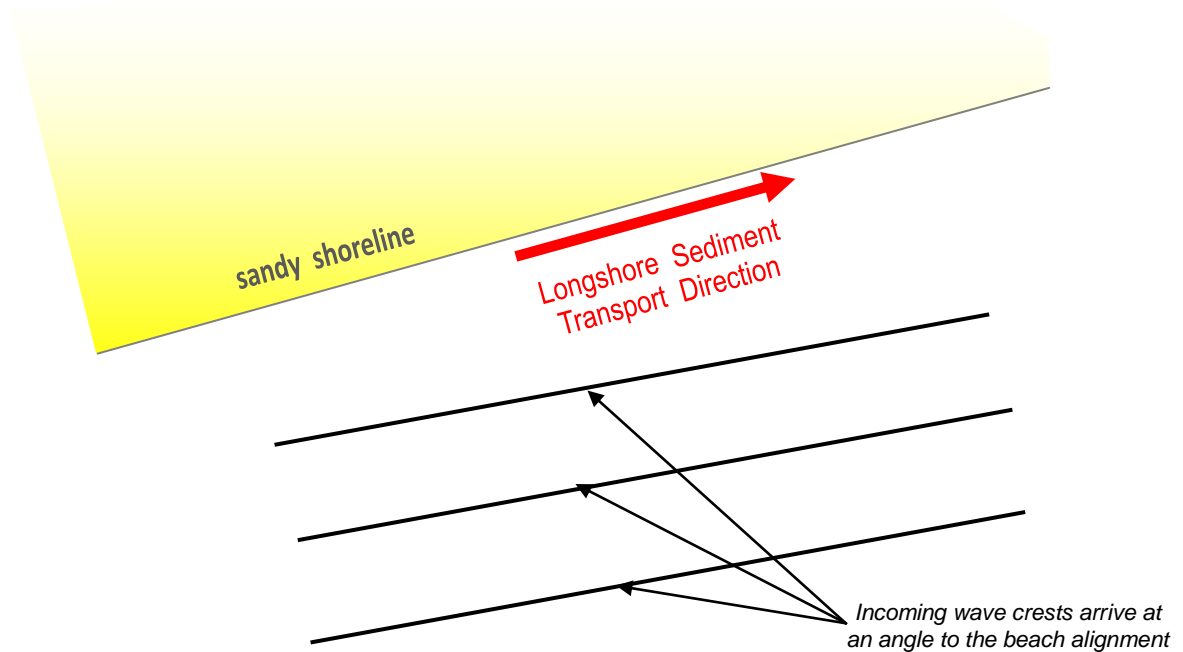 sandy shoreline
Longshore Sediment
Transport Direction
Incoming wave crests arrive at
an angle to the beach alignment